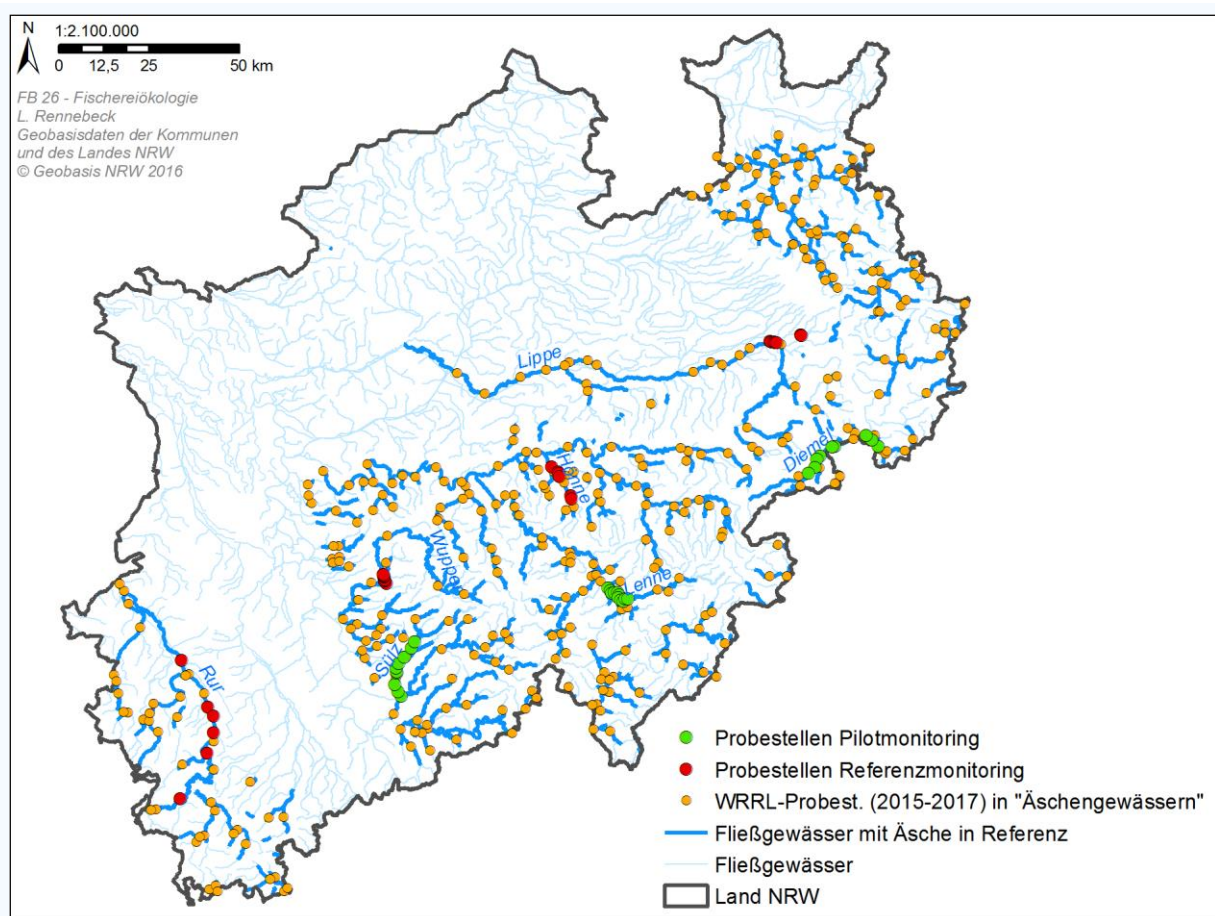 N
1:2.100.000
0 12,5 25 50 km
FB 26 - Fischereiökologie
L. Rennebeck
Geobasisdaten der Kommunen
und des Landes NRW
© Geobasis NRW 2016
Lippe
Diemel
Hönne
Wupper
Lenne
Sülz
Rur
Probestellen Pilotmonitoring
Probestellen Referenzmonitoring
WRRL-Probest. (2015-2017) in "Äschengewässern"
Fließgewässer mit Äsche in Referenz
Fließgewässer
Land NRW